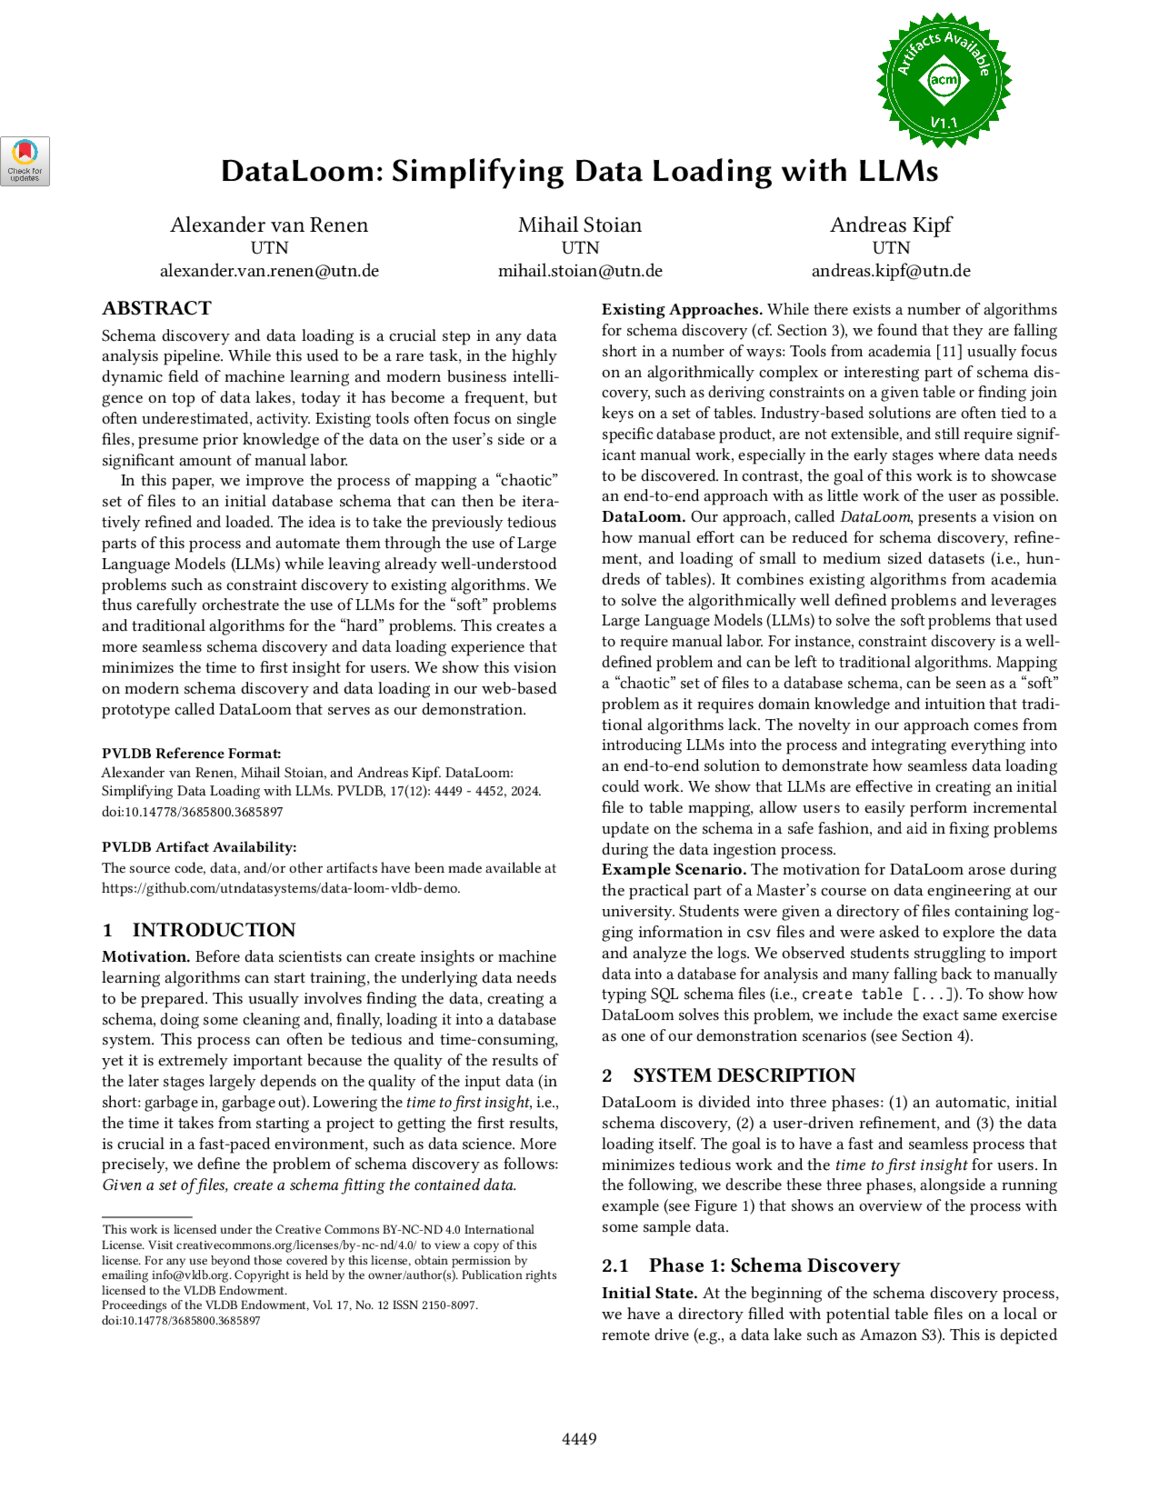 Artifacts Available
acm
V1.1
Check for
updates
DataLoom: Simplifying Data Loading with LLMs
Alexander van Renen
UTN
alexander.van.renen@utn.de
Mihail Stoian
UTN
mihail.stoian@utn.de
Andreas Kipf
UTN
andreas.kipf@utn.de
ABSTRACT
Schema discovery and data loading is a crucial step in any data
analysis pipeline. While this used to be a rare task, in the highly
dynamic field of machine learning and modern business intelli-
gence on top of data lakes, today it has become a frequent, but
often underestimated, activity. Existing tools often focus on single
files, presume prior knowledge of the data on the user's side or a
significant amount of manual labor.
In this paper, we improve the process of mapping a “chaotic”
set of files to an initial database schema that can then be itera-
tively refined and loaded. The idea is to take the previously tedious
parts of this process and automate them through the use of Large
Language Models (LLMs) while leaving already well-understood
problems such as constraint discovery to existing algorithms. We
thus carefully orchestrate the use of LLMs for the “soft” problems
and traditional algorithms for the “hard” problems. This creates a
more seamless schema discovery and data loading experience that
minimizes the time to first insight for users. We show this vision
on modern schema discovery and data loading in our web-based
prototype called DataLoom that serves as our demonstration.
PVLDB Reference Format:
Alexander van Renen, Mihail Stoian, and Andreas Kipf. DataLoom:
Simplifying Data Loading with LLMs. PVLDB, 17(12): 4449 - 4452, 2024.
doi:10.14778/3685800.3685897
PVLDB Artifact Availability:
The source code, data, and/or other artifacts have been made available at
https://github.com/utndatasystems/data-loom-vldb-demo.
1 INTRODUCTION
Motivation. Before data scientists can create insights or machine
learning algorithms can start training, the underlying data needs
to be prepared. This usually involves finding the data, creating a
schema, doing some cleaning and, finally, loading it into a database
system. This process can often be tedious and time-consuming,
yet it is extremely important because the quality of the results of
the later stages largely depends on the quality of the input data (in
short: garbage in, garbage out). Lowering the time to first insight, i.e.,
the time it takes from starting a project to getting the first results,
is crucial in a fast-paced environment, such as data science. More
precisely, we define the problem of schema discovery as follows:
Given a set of files, create a schema fitting the contained data.
This work is licensed under the Creative Commons BY-NC-ND 4.0 International
License. Visit creativecommons.org/licenses/by-nc-nd/4.0/ to view a copy of this
license. For any use beyond those covered by this license, obtain permission by
emailing info@vldb.org. Copyright is held by the owner/author(s). Publication rights
licensed to the VLDB Endowment.
Proceedings of the VLDB Endowment, Vol. 17, No. 12 ISSN 2150-8097.
doi:10.14778/3685800.3685897
Existing Approaches. While there exists a number of algorithms
for schema discovery (cf. Section 3), we found that they are falling
short in a number of ways: Tools from academia [11] usually focus
on an algorithmically complex or interesting part of schema dis-
covery, such as deriving constraints on a given table or finding join
keys on a set of tables. Industry-based solutions are often tied to a
specific database product, are not extensible, and still require signif-
icant manual work, especially in the early stages where data needs
to be discovered. In contrast, the goal of this work is to showcase
an end-to-end approach with as little work of the user as possible.
DataLoom. Our approach, called DataLoom, presents a vision on
how manual effort can be reduced for schema discovery, refine-
ment, and loading of small to medium sized datasets (i.e., hun-
dreds of tables). It combines existing algorithms from academia
to solve the algorithmically well defined problems and leverages
Large Language Models (LLMs) to solve the soft problems that used
to require manual labor. For instance, constraint discovery is a well-
defined problem and can be left to traditional algorithms. Mapping
a “chaotic” set of files to a database schema, can be seen as a “soft”
problem as it requires domain knowledge and intuition that tradi-
tional algorithms lack. The novelty in our approach comes from
introducing LLMs into the process and integrating everything into
an end-to-end solution to demonstrate how seamless data loading
could work. We show that LLMs are effective in creating an initial
file to table mapping, allow users to easily perform incremental
update on the schema in a safe fashion, and aid in fixing problems
during the data ingestion process.
Example Scenario. The motivation for DataLoom arose during
the practical part of a Master's course on data engineering at our
university. Students were given a directory of files containing log-
ging information in csv files and were asked to explore the data
and analyze the logs. We observed students struggling to import
data into a database for analysis and many falling back to manually
typing SQL schema files (i.e., create table [...]). To show how
DataLoom solves this problem, we include the exact same exercise
as one of our demonstration scenarios (see Section 4).
2 SYSTEM DESCRIPTION
DataLoom is divided into three phases: (1) an automatic, initial
schema discovery, (2) a user-driven refinement, and (3) the data
loading itself. The goal is to have a fast and seamless process that
minimizes tedious work and the time to first insight for users. In
the following, we describe these three phases, alongside a running
example (see Figure 1) that shows an overview of the process with
some sample data.
2.1 Phase 1: Schema Discovery
Initial State. At the beginning of the schema discovery process,
we have a directory filled with potential table files on a local or
remote drive (e.g., a data lake such as Amazon S3). This is depicted
4449